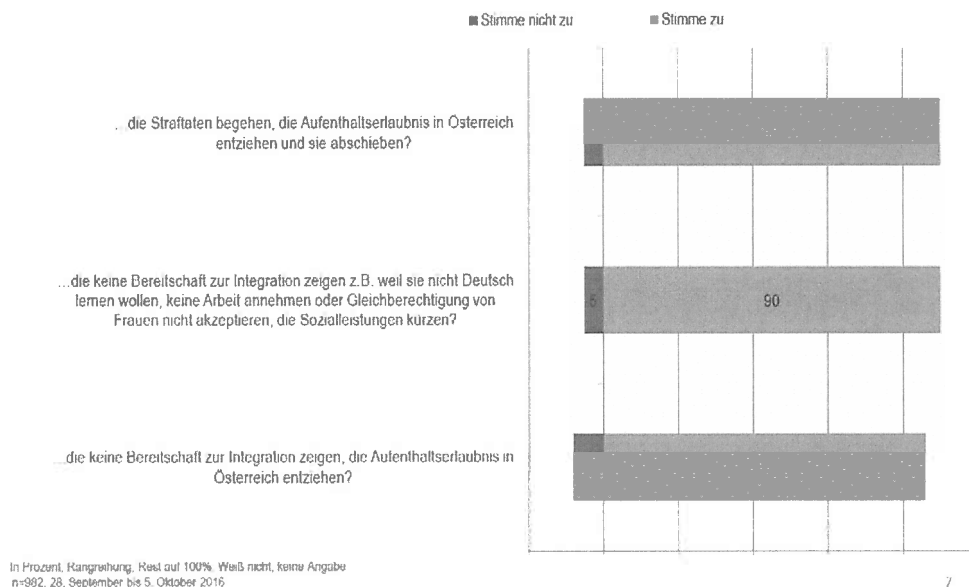 Stimme nicht zu Stimme zu
...die Straftaten begehen, die Aufenthaltserlaubnis in Österreich
entziehen und sie abschieben?
...die keine Bereitschaft zur Integration zeigen z.B. weil sie nicht Deutsch
lernen wollen, keine Arbeit annehmen oder Gleichberechtigung von
Frauen nicht akzeptieren, die Sozialleistungen kürzen?
90
...die keine Bereitschaft zur Integration zeigen, die Aufenthaltserlaubnis in
Österreich entziehen?
In Prozent, Rangreihung, Rest auf 100%: Weiß nicht, keine Angabe
n=982, 28. September bis 5. Oktober 2016
7